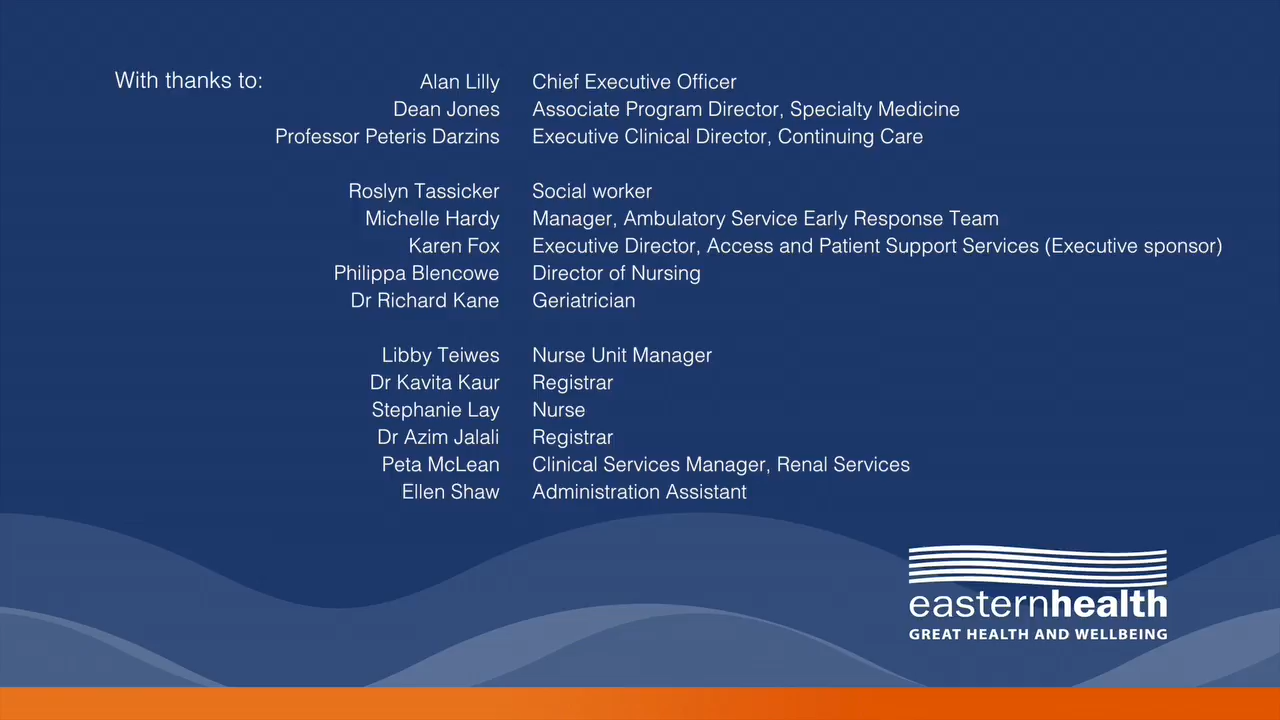 With thanks to: Alan Lilly Chief Executive Officer
Dean Jones Associate Program Director, Specialty Medicine
Professor Peteris Darzins Executive Clinical Director, Continuing Care
Roslyn Tassicker Social worker
Michelle Hardy Manager, Ambulatory Service Early Response Team
Karen Fox Executive Director, Access and Patient Support Services (Executive sponsor)
Philippa Blencowe Director of Nursing
Dr Richard Kane Geriatrician
Libby Teiwes Nurse Unit Manager
Dr Kavita Kaur Registrar
Stephanie Lay Nurse
Dr Azim Jalali Registrar
Peta McLean Clinical Services Manager, Renal Services
Ellen Shaw Administration Assistant
easternhealth
GREAT HEALTH AND WELLBEING